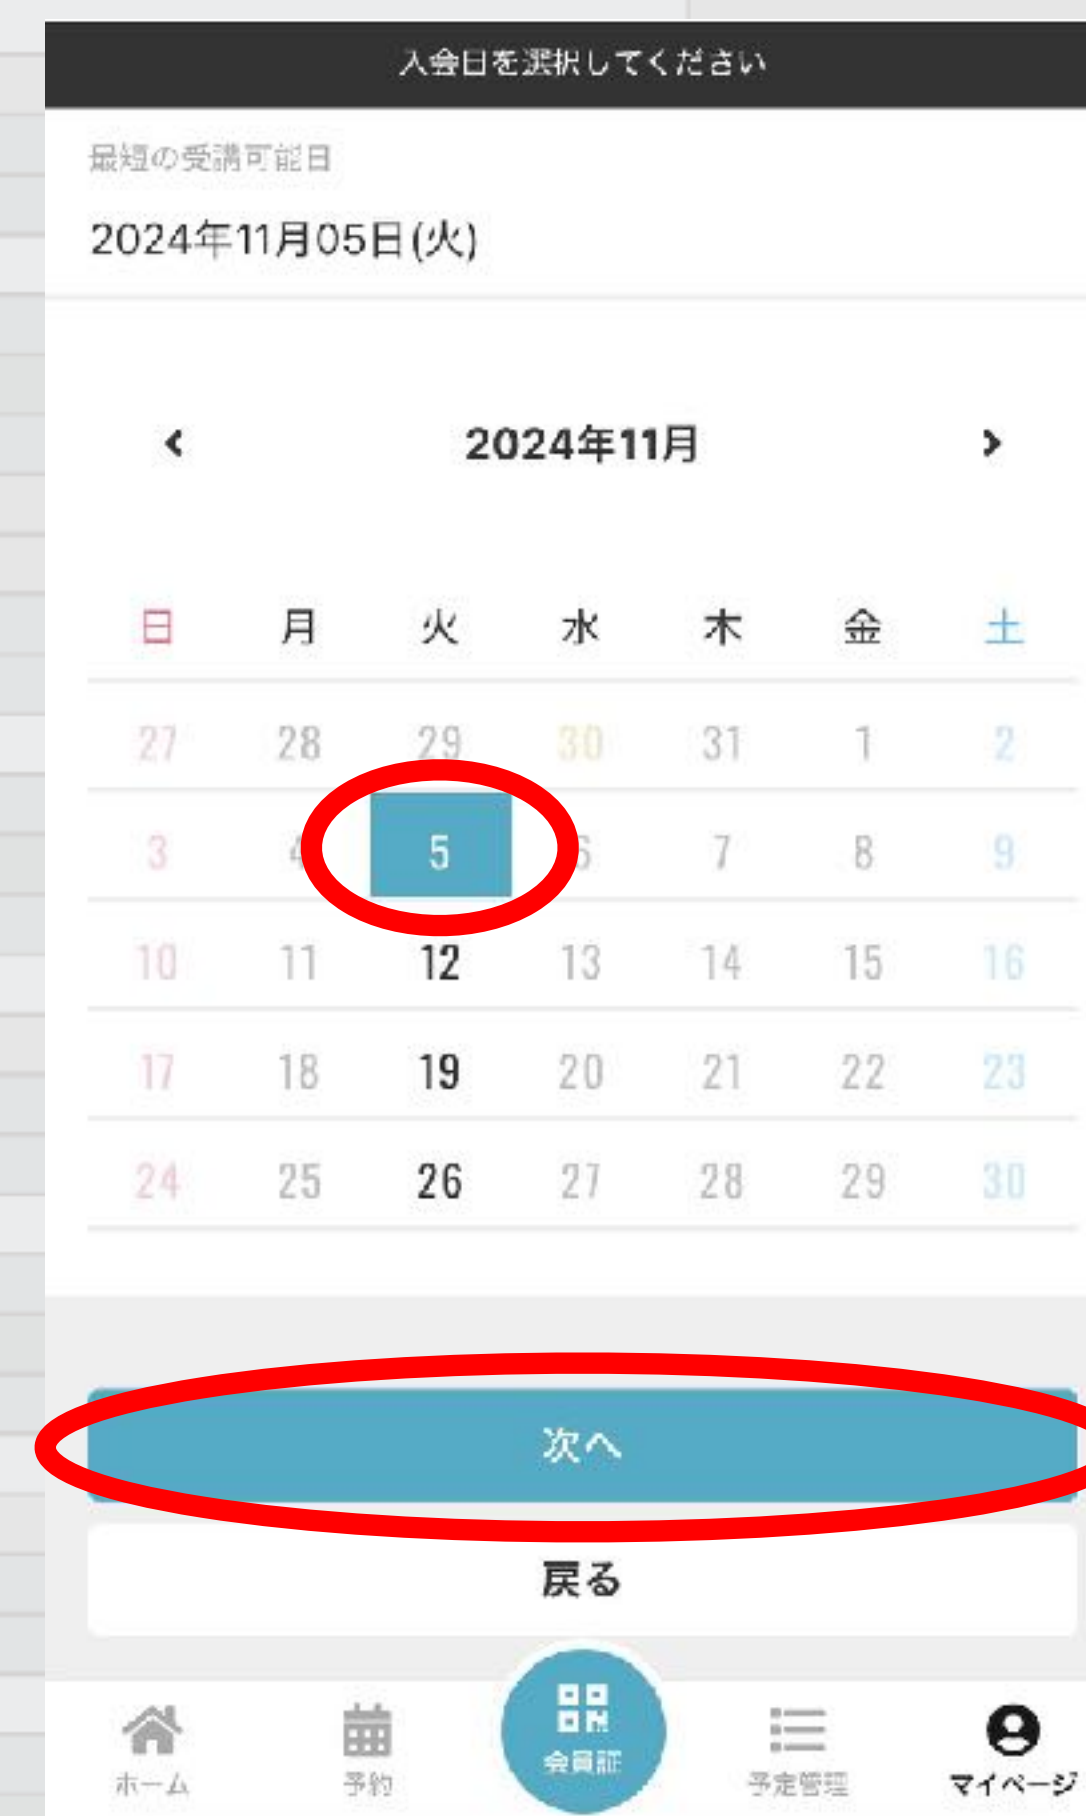 入会日を選択してください
最短の受講可能日
2024年11月05日(火)
2024年11月
日 月 火 水 木 金 土
27 28 29 30 31 1 2
3 4 5 6 7 8 9
10 11 12 13 14 15 16
17 18 19 20 21 22 23
24 25 26 27 28 29 30
次へ
戻る
ホーム 予約 会員証 予定管理 マイページ